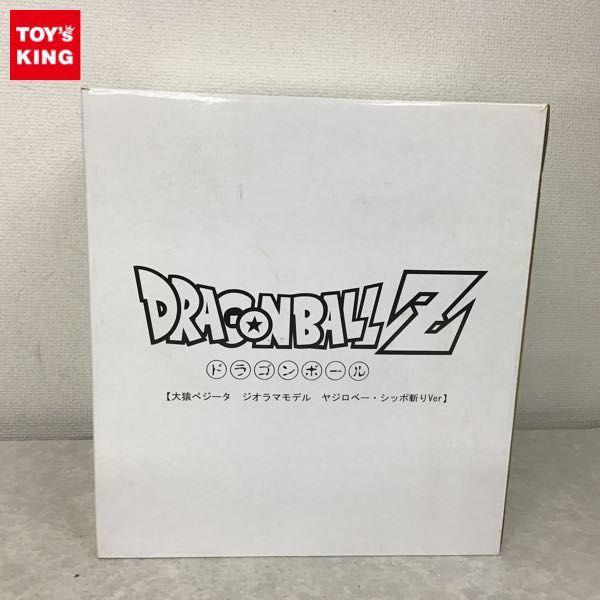 TOY's
KING
DRAGONBALL Z
ドラゴンボール
【大猿ベジータ ジオラマモデル ヤジロベー・シッポ斬りVer】